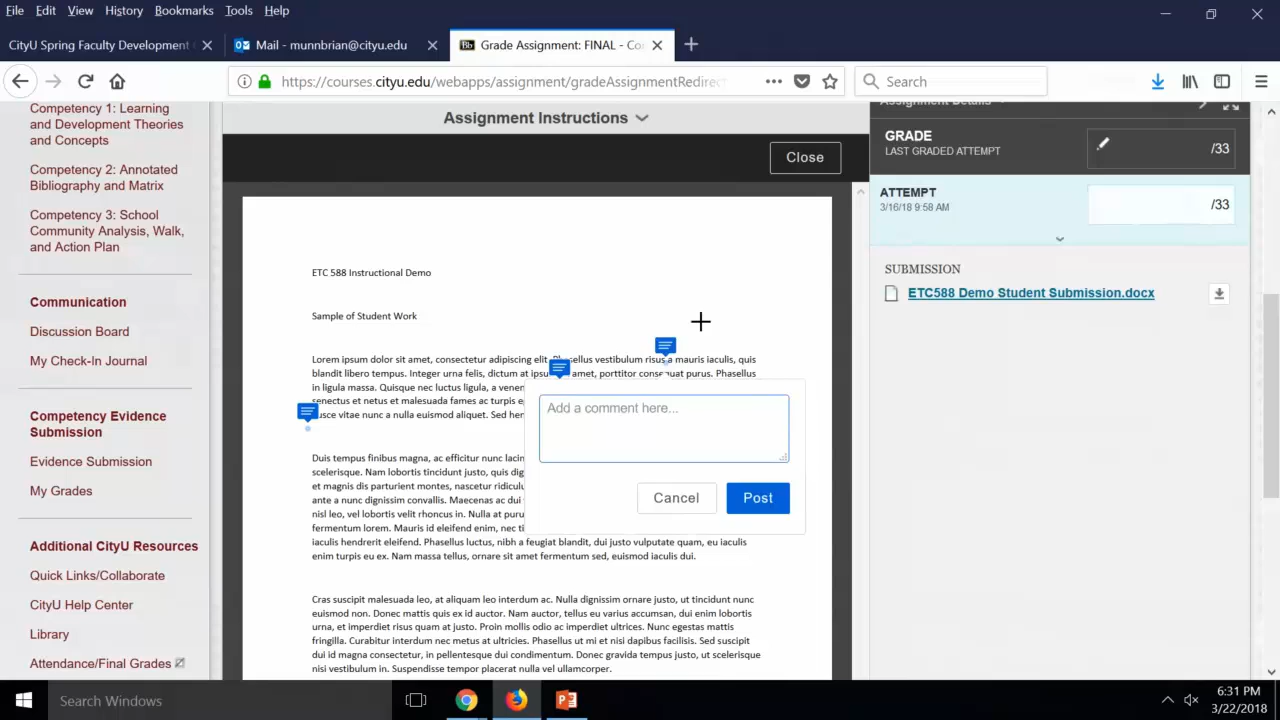 File Edit View History Bookmarks Tools Help
CityU Spring Faculty Development
Mail - munnbrian@cityu.edu
Grade Assignment: FINAL - Co
https://courses.cityu.edu/webapps/assignment/gradeAssignmentRedirec
Search
Competency 1: Learning
and Development Theories
and Concepts
Competency 2: Annotated
Bibliography and Matrix
Competency 3: School
Community Analysis, Walk,
and Action Plan
Communication
Discussion Board
My Check-In Journal
Competency Evidence
Submission
Evidence Submission
My Grades
Additional CityU Resources
Quick Links/Collaborate
CityU Help Center
Library
Attendance/Final Grades
Assignment Instructions
Close
ETC 588 Instructional Demo
Sample of Student Work
Lorem ipsum dolor sit amet, consectetur adipiscing elit. Phasellus vestibulum risus a mauris iaculis, quis
blandit libero tempus. Integer urna felis, dictum at ipsu amet, porttitor consequat purus. Phasellus
in ligula massa. Quisque nec luctus ligula, a venen
senectus et netus et malesuada fames ac turpis e
usce vitae nunc a nulla euismod aliquet. Sed hen
Duis tempus finibus magna, ac efficitur nunc lacin
scelerisque. Nam lobortis tincidunt justo, quis dig
et magnis dis parturient montes, nascetur ridiculu
ante a nunc dignissim convallis. Maecenas ac dui
nisl leo, vel lobortis velit rhoncus in. Nulla at puru
fermentum lorem. Mauris id eleifend enim, nec ti
iaculis hendrerit eleifend. Phasellus luctus, nibh a feugiat blandit, dui justo vulputate quam, eu iaculis
enim turpis eu ex. Nam massa tellus, ornare sit amet fermentum sed, euismod iaculis dui.
Cras suscipit malesuada leo, at aliquam leo interdum ac. Nulla dignissim ornare justo, ut tincidunt nunc
euismod non. Donec mattis quis ex id auctor. Nam auctor, tellus eu varius accumsan, dui enim lobortis
urna, et imperdiet risus quam at justo. Proin mollis odio ac imperdiet ultrices. Nunc egestas mattis
fringilla. Curabitur interdum nec metus at ultricies. Phasellus ut mi et nisi dapibus facilisis. Sed suscipit
dui id magna consectetur, in pellentesque dui condimentum. Donec gravida tempus justo, ut scelerisque
nisi vestibulum in. Suspendisse tempor placerat nulla vel ullamcorper.
Add a comment here...
Cancel
Post
Assignment Details
GRADE
LAST GRADED ATTEMPT
/33
ATTEMPT
3/16/18 9:58 AM
/33
SUBMISSION
ETC588 Demo Student Submission.docx
Search Windows
6:31 PM
3/22/2018